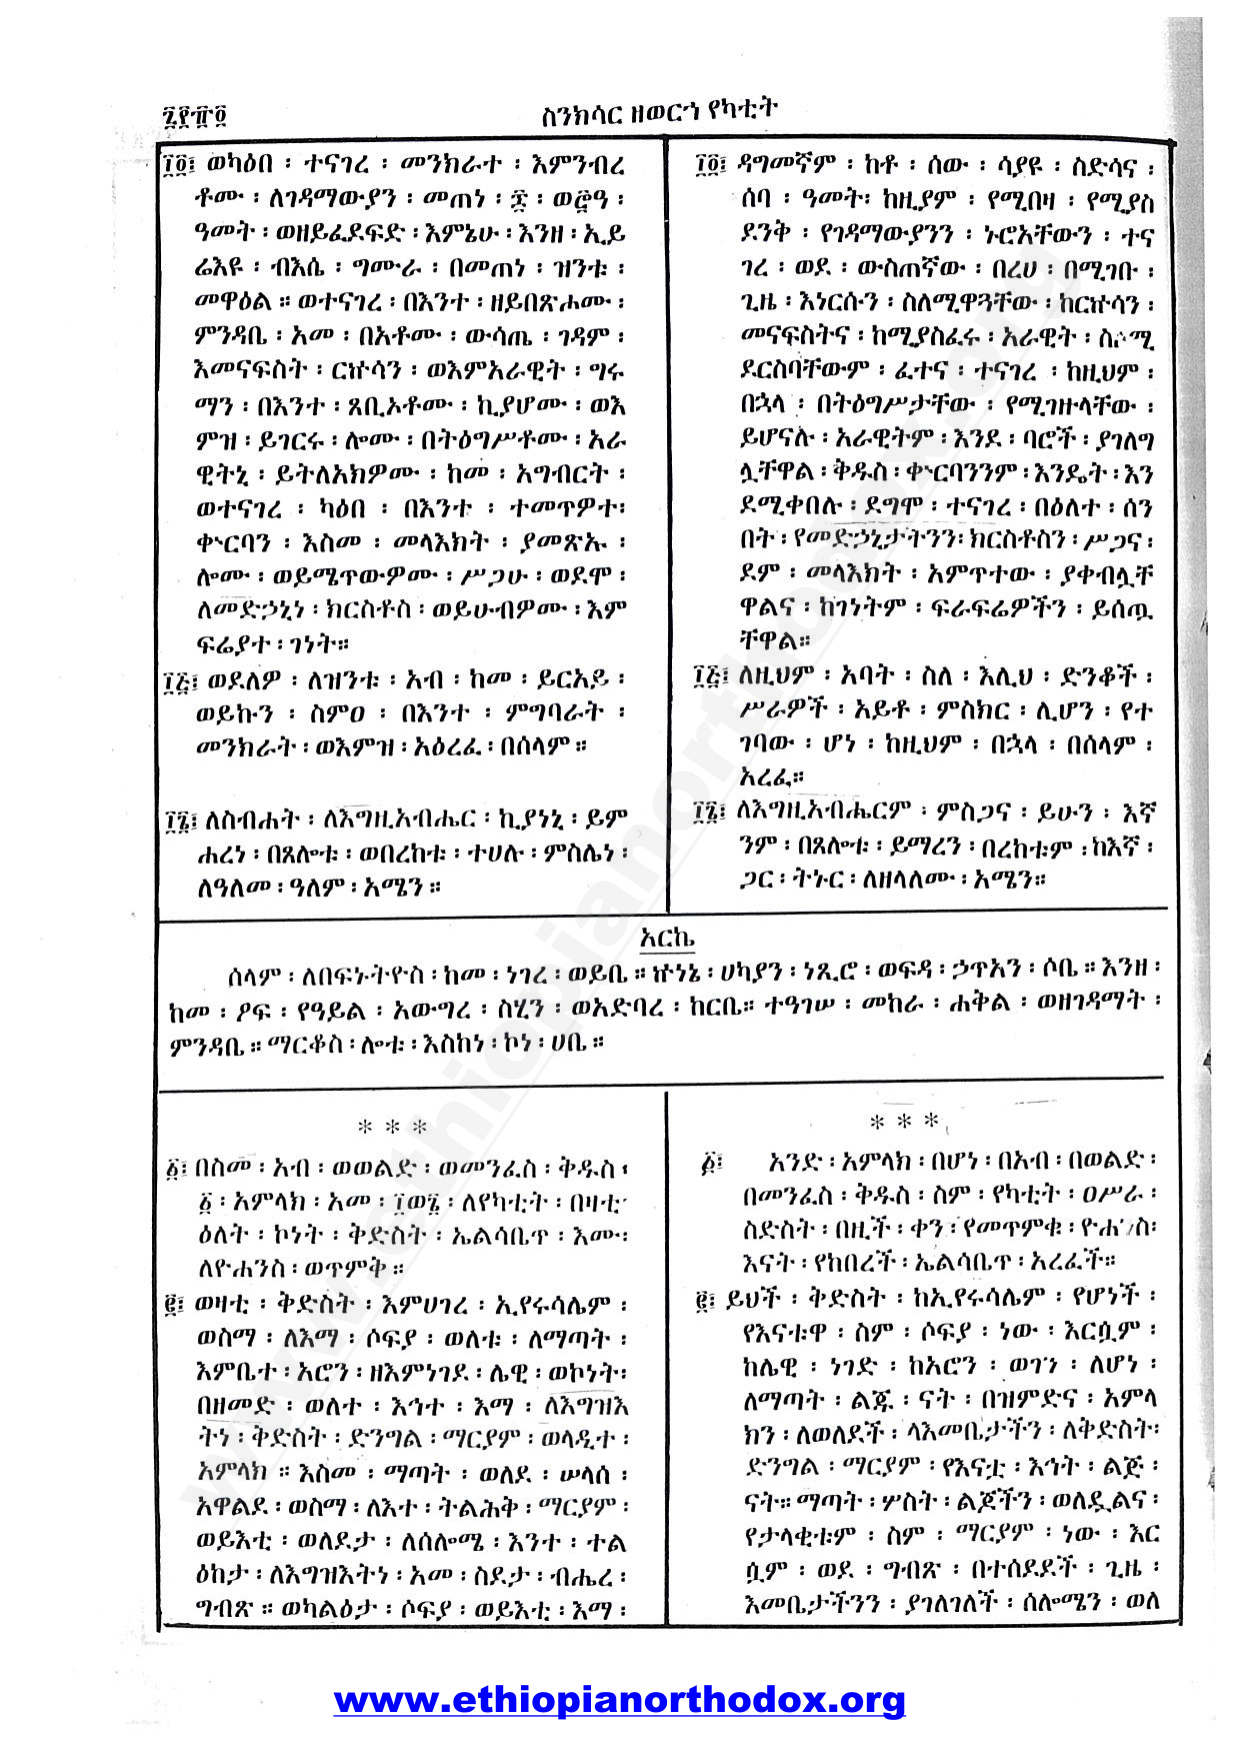 ፯፻፹፬ ስንክሳር ዘወርኀ የካቲት
፲፬፤ ወካዕበ ፡ ተናገረ ፡ መንክራተ ፡ እምንብረ
ቶሙ ፡ ለገዳማውያን ፡ መጠነ ፡ ፷ ፡ ወ፸ዓ ፡
ዓመት ፡ ወዘይፈደፍድ ፡ እምኔሁ ፡ እንዘ ፡ ኢይ
ሬእዩ ፡ ብእሴ ፡ ግሙራ ፡ በመጠነ ፡ ዝንቱ ፡
መዋዕል ። ወተናገረ ፡ በእንተ ፡ ዘይበጽሖሙ ፡
ምንዳቤ ፡ አመ ፡ በአቶሙ ፡ ውሳጤ ፡ ገዳም ፡
እመናፍስት ፡ ርኩሳን ፡ ወእምአራዊት ፡ ግሩ
ማን ፡ በእንተ ፡ ጸቢኦቶሙ ፡ ኪያሆሙ ፡ ወእ
ምዝ ፡ ይገርሩ ፡ ሎሙ ፡ በትዕግሥቶሙ ፡ አራ
ዊትኒ ፡ ይትለአክዎሙ ፡ ከመ ፡ አግብርት ፡
ወተናገረ ፡ ካዕበ ፡ በእንተ ፡ ተመጥዎተ፡
ቍርባን ፡ እስመ ፡ መላእክት ፡ ያመጽኡ ፡
ሎሙ ፡ ወይሜጥውዎሙ ፡ ሥጋሁ ፡ ወደሞ ፡
ለመድኃኒነ ፡ ክርስቶስ ፡ ወይሁብዎሙ ፡ እም
ፍሬያተ ፡ ገነት።
፲፭፤ ወደለዎ ፡ ለዝንቱ ፡ አብ ፡ ከመ ፡ ይርአይ ፡
ወይኩን ፡ ስምዐ ፡ በእንተ ፡ ምግባራት ፡
መንክራት ፡ ወእምዝ ፡ አዕረፈ ፡ በሰላም ።
፲፮፤ ለስብሐት ፡ ለእግዚአብሔር ፡ ኪያነኒ ፡ ይም
ሐረነ ፡ በጸሎቱ ፡ ወበረከቱ ፡ ተሀሉ ፡ ምስሌነ ፡
ለዓለመ ፡ ዓለም ፡ አሜን ።
፲፬፤ ዳግመኛም ፡ ከቶ ፡ ሰው ፡ ሳያዩ ፡ ስድሳና ፡
ሰባ ፡ ዓመት፡ ከዚያም ፡ የሚበዛ ፡ የሚያስ
ደንቅ ፡ የገዳማውያንን ፡ ኑሮአቸውን ፡ ተና
ገረ ፡ ወደ ፡ ውስጠኛው ፡ በረሀ ፡ በሚገቡ ፡
ጊዜ ፡ እነርሱን ፡ ስለሚዋጓቸው ፡ ከርኩሳን ፡
መናፍስትና ፡ ከሚያስፈሩ ፡ አራዊት ፡ ስለሚ
ደርስባቸውም ፡ ፈተና ፡ ተናገረ ፡ ከዚህም ፡
በኋላ ፡ በትዕግሥታቸው ፡ የሚገዙላቸው ፡
ይሆናሉ ፡ አራዊትም ፡ እንደ ፡ ባሮች ፡ ያገለግ
ሏቸዋል ፡ ቅዱስ ፡ ቍርባንንም ፡ እንዴት ፡ እን
ደሚቀበሉ ፡ ደግሞ ፡ ተናገረ ፡ በዕለተ ፡ ሰን
በት ፡ የመድኃኒታትንን፡ ክርስቶስን ፡ ሥጋና ፡
ደም ፡ መላእክት ፡ አምጥተው ፡ ያቀብሏቸ
ዋልና ፡ ከገነትም ፡ ፍራፍሬዎችን ፡ ይሰጧ
ቸዋል።
፲፭፤ ለዚህም ፡ አባት ፡ ስለ ፡ እሊህ ፡ ድንቆች ፡
ሥራዎች ፡ አይቶ ፡ ምስክር ፡ ሊሆን ፡ የተ
ገባው ፡ ሆነ ፡ ከዚህም ፡ በኋላ ፡ በሰላም ፡
አረፈ።
፲፮፤ ለእግዚአብሔርም ፡ ምስጋና ፡ ይሁን ፡ እኛ
ንም ፡ በጸሎቱ ፡ ይማረን ፡ በረከቱም ፡ ከእኛ ፡
ጋር ፡ ትኑር ፡ ለዘላለሙ ፡ አሜን።
አርኬ
ሰላም ፡ ለበፍኑትዮስ ፡ ከመ ፡ ነገረ ፡ ወይቤ ። ኵነኔ ፡ ሀካያን ፡ ነጺሮ ፡ ወፍዳ ፡ ኃጥአን ፡ ሶቤ ። እንዘ ፡
ከመ ፡ ዖፍ ፡ የዓይል ፡ አውግረ ፡ ስሂን ፡ ወአድባረ ፡ ከርቤ። ተዓገሠ ፡ መከራ ፡ ሐቅል ፡ ወዘገዳማት ፡
ምንዳቤ ። ማርቆስ ፡ ሎቱ ፡ እስከነ ፡ ኮነ ፡ ሀቤ ።
* * *
፩፤ በስመ ፡ አብ ፡ ወወልድ ፡ ወመንፈስ ፡ ቅዱስ ፡
፩ ፡ አምላክ ፡ አመ ፡ ፲ወ፮ ፡ ለየካቲት ፡ በዛቲ
ዕለት ፡ ኮነት ፡ ቅድስት ፡ ኤልሳቤጥ ፡ እሙ፡
ለዮሐንስ ፡ ወጥምቅ ።
፪፤ ወዛቲ ፡ ቅድስት ፡ እምሀገረ ፡ ኢየሩሳሌም ፡
ወስማ ፡ ለእማ ፡ ሶፍያ ፡ ወለቱ ፡ ለማጣት ፡
እምቤተ ፡ አሮን ፡ ዘእምነገደ ፡ ሌዊ ፡ ወኮነት፡
በዘመድ ፡ ወለተ ፡ እኅተ ፡ እማ ፡ ለእግዝእ
ትነ ፡ ቅድስት ፡ ድንግል ፡ ማርያም ፡ ወላዲተ ፡
አምላክ ። እስመ ፡ ማጣት ፡ ወለደ ፡ ሠላሰ ፡
አዋልደ ፡ ወስማ ፡ ለእተ ፡ ትልሕቅ ፡ ማርያም ፡
ወይእቲ ፡ ወለደታ ፡ ለሰሎሜ ፡ እንተ ፡ ተል
ዕከታ ፡ ለእግዝእትነ ፡ አመ ፡ ስደታ ፡ ብሔረ ፡
ግብጽ ። ወካልዕታ ፡ ሶፍያ ፡ ወይእቲ ፡ እማ ፡
* * *
፩፤ አንድ ፡ አምላክ ፡ በሆነ ፡ በአብ ፡ በወልድ ፡
በመንፈስ ፡ ቅዱስ ፡ ስም ፡ የካቲት ፡ ዐሥራ ፡
ስድስት ፡ በዚች ፡ ቀን ፡ የመጥምቁ ፡ ዮሐንስ፡
እናት ፡ የከበረች ፡ ኤልሳቤጥ ፡ አረፈች።
፪፤ ይህች ፡ ቅድስት ፡ ከኢየሩሳሌም ፡ የሆነች ፡
የእናቱዋ ፡ ስም ፡ ሶፍያ ፡ ነው ፡ እርሷም ፡
ከሌዊ ፡ ነገድ ፡ ከአሮን ፡ ወገን ፡ ለሆነ ፡
ለማጣት ፡ ልጁ ፡ ናት ፡ በዝምድና ፡ አምላ
ክን ፡ ለወለደች ፡ ላእመቤታችን ፡ ለቅድስት፡
ድንግል ፡ ማርያም ፡ የእናቷ ፡ እኅት ፡ ልጅ ፡
ናት። ማጣት ፡ ሦስት ፡ ልጆችን ፡ ወለዷልና ፡
የታላቂቱም ፡ ስም ፡ ማርያም ፡ ነው ፡ እር
ሷም ፡ ወደ ፡ ግብጽ ፡ በተሰደደች ፡ ጊዜ ፡
እመቤታችንን ፡ ያገለገለች ፡ ሰሎሜን ፡ ወለ
www.ethiopianorthodox.org